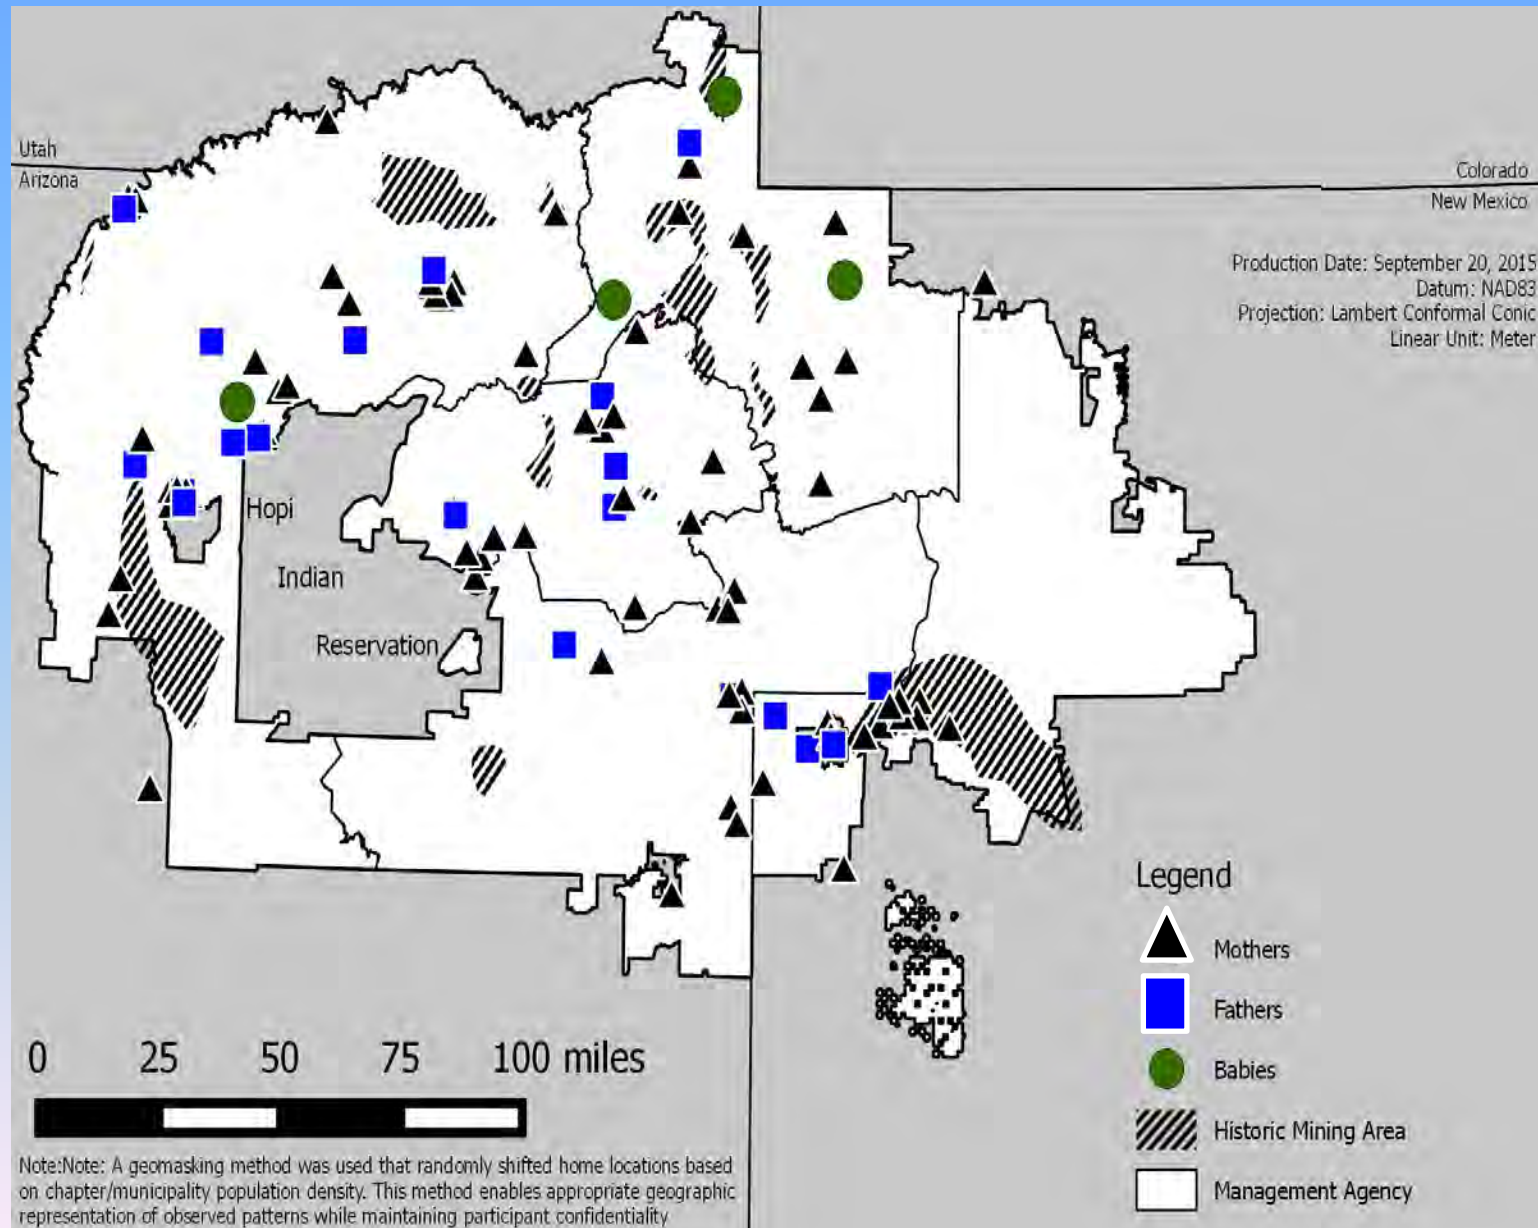 Utah
Arizona
Colorado
New Mexico
Production Date: September 20, 2015
Datum: NAD83
Projection: Lambert Conformal Conic
Linear Unit: Meter
Hopi
Indian
Reservation
Legend
Mothers
Fathers
Babies
Historic Mining Area
Management Agency
0 25 50 75 100 miles
Note:Note: A geomasking method was used that randomly shifted home locations based
on chapter/municipality population density. This method enables appropriate geographic
representation of observed patterns while maintaining participant confidentiality